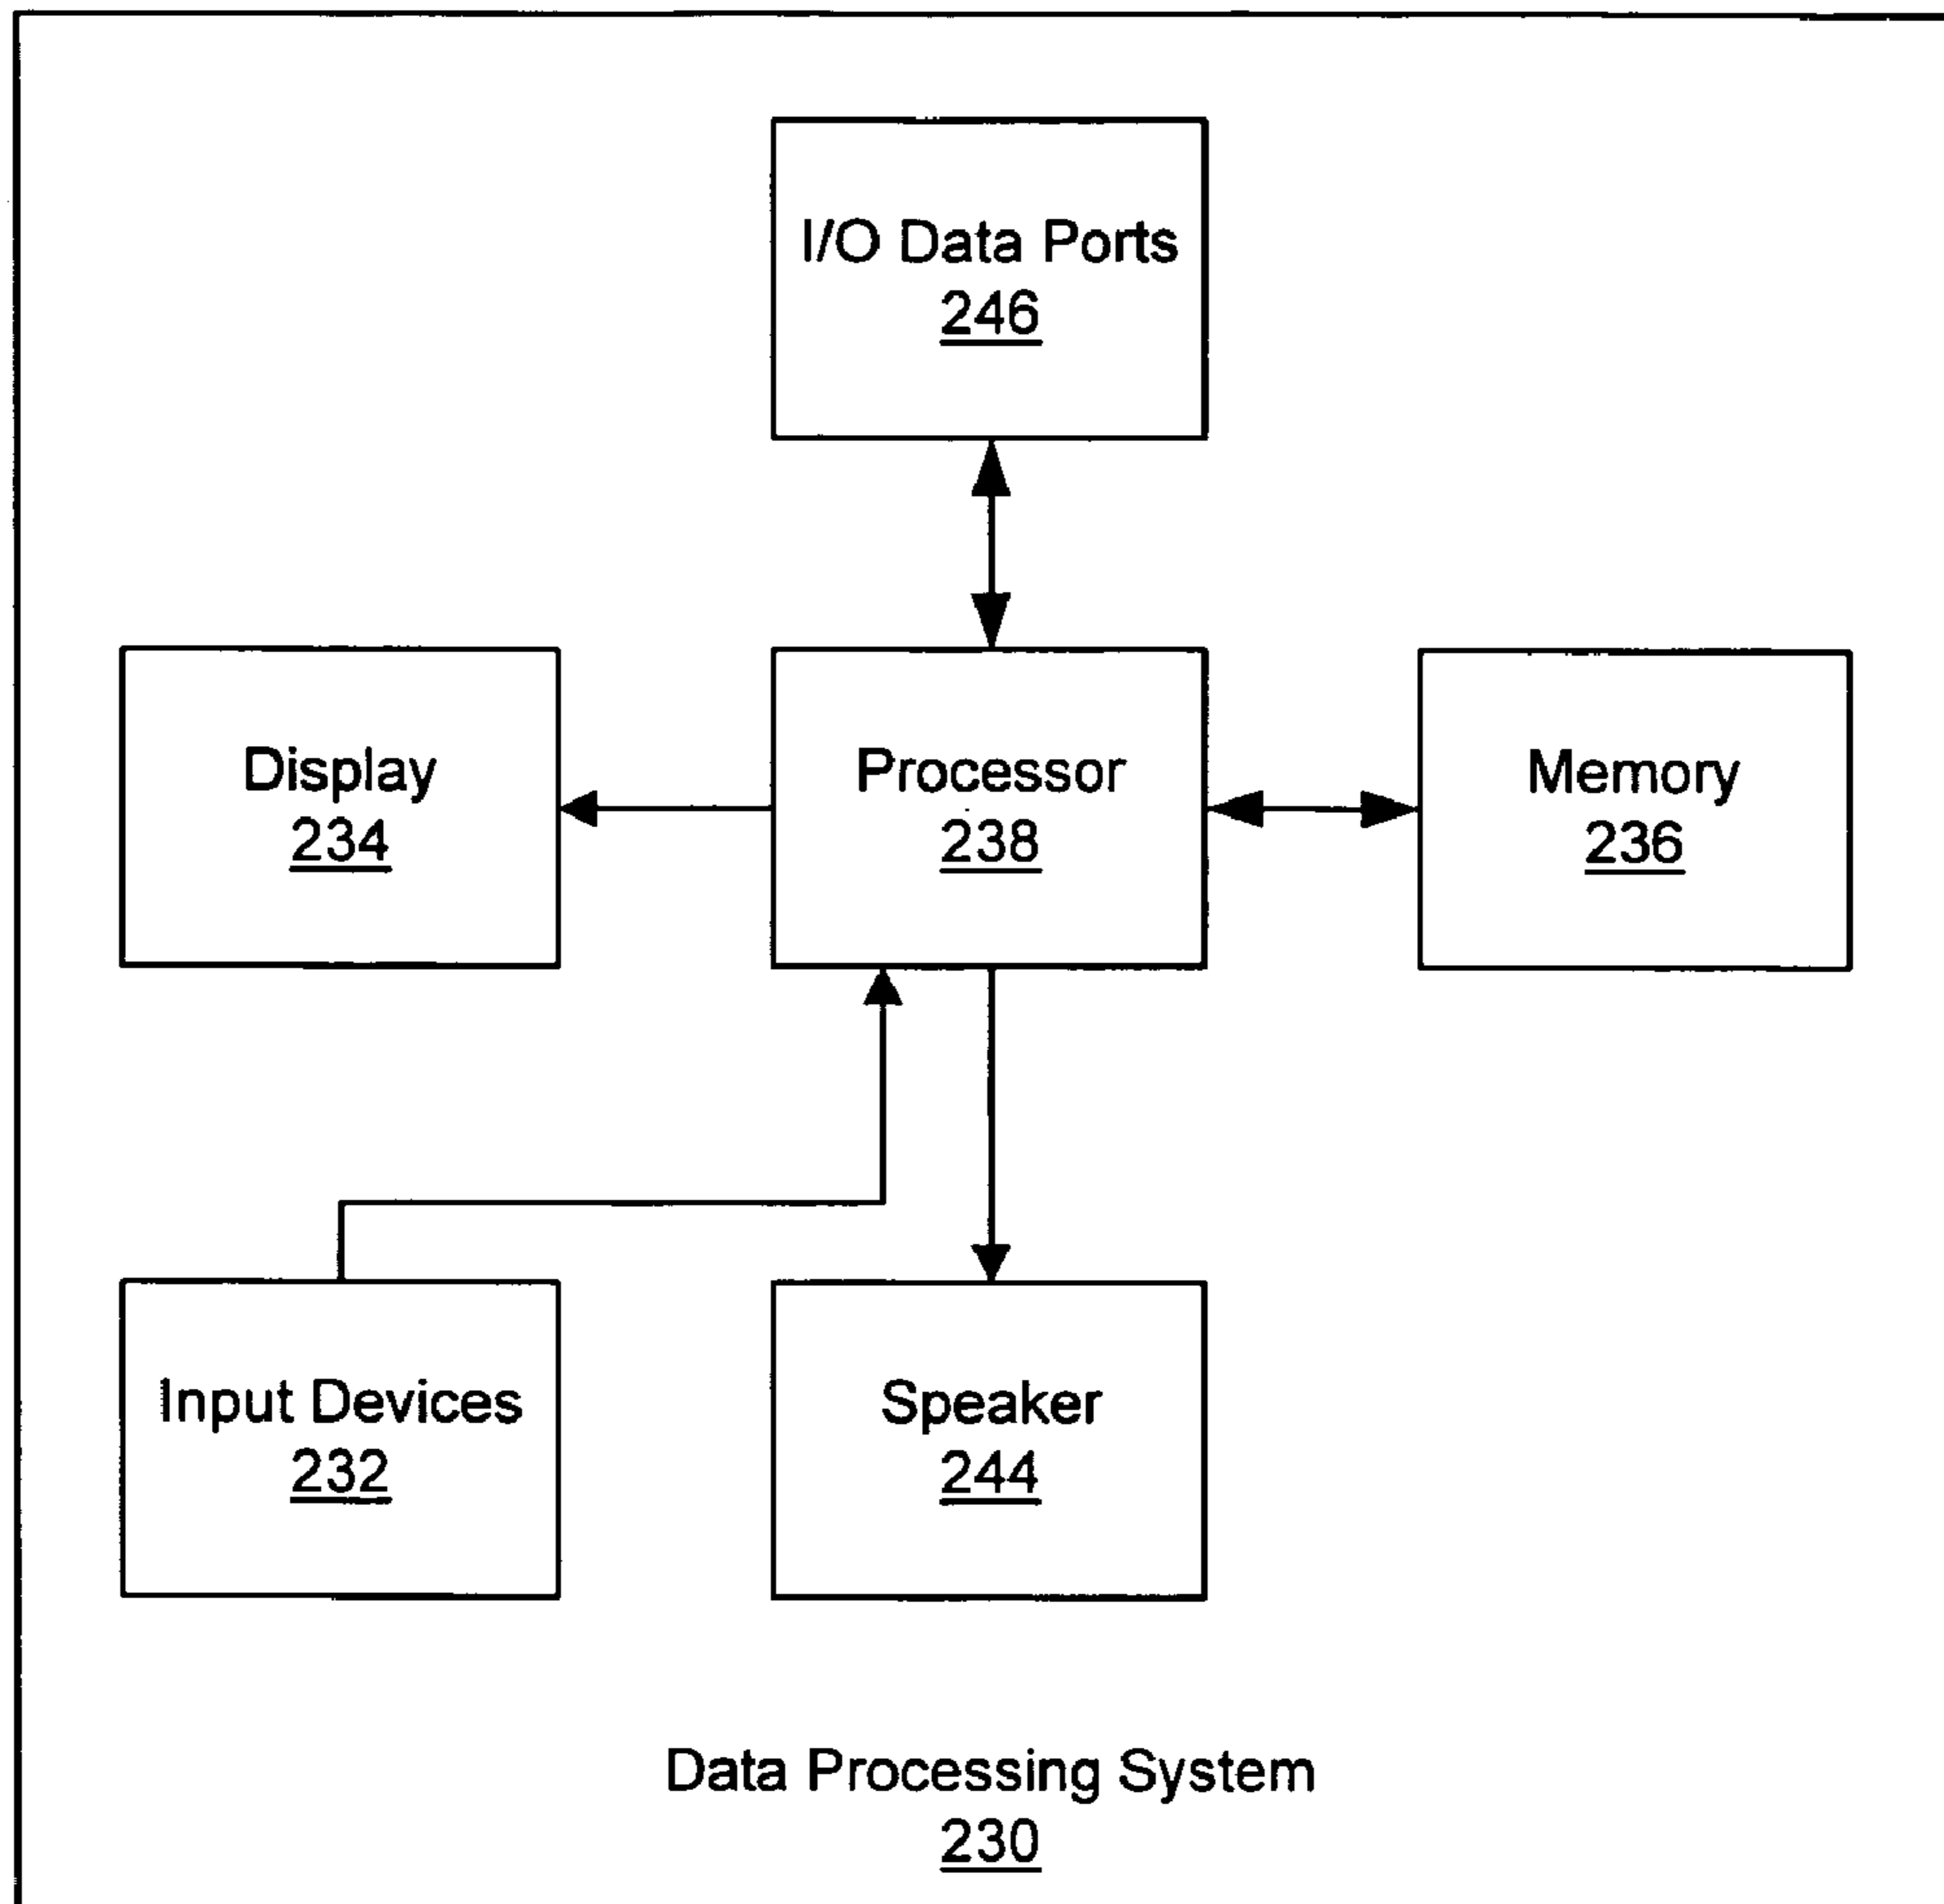 I/O Data Ports
246
Display
234
Processor
238
Memory
236
Input Devices
232
Speaker
244
Data Processing System
230